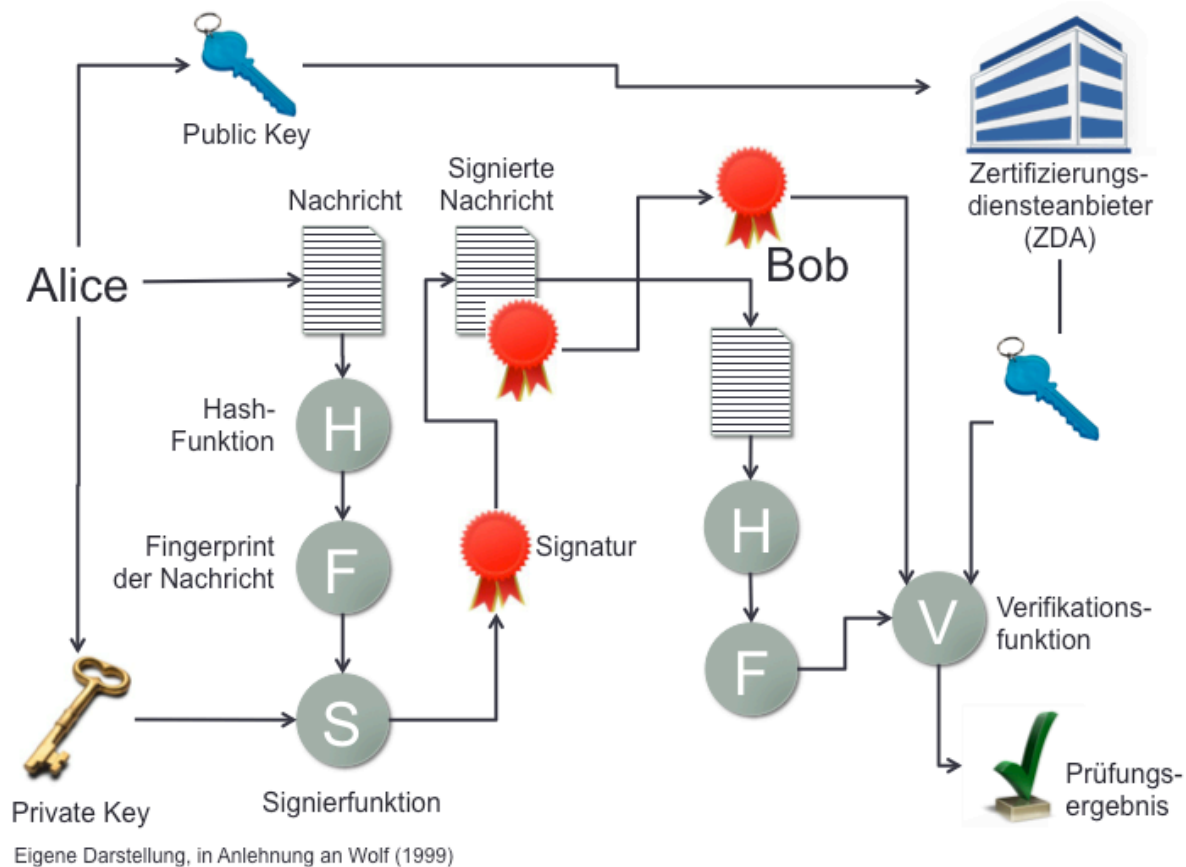 Public Key
Zertifizierungs-
diensteanbieter
(ZDA)
Nachricht
Signierte
Nachricht
Alice
Bob
Hash-
Funktion
H
Fingerprint
der Nachricht
F
Signatur
H
F
V
Verifikations-
funktion
S
Private Key
Signierfunktion
Prüfungs-
ergebnis
Eigene Darstellung, in Anlehnung an Wolf (1999)